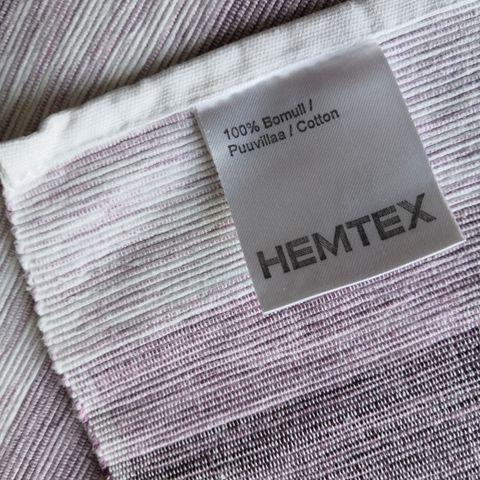 100% Bomull /
Puuvillaa / Cotton
HEMTEX